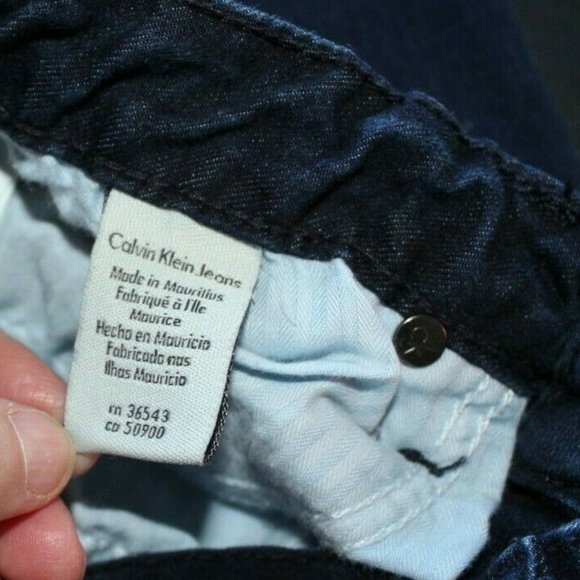 Calvin Klein Jeans
Made in Mauritius
Fabriqué à l'Ile
Maurice
Hecho en Mauricio
Fabricado nas
Ilhas Mauricio
rn 36543
ca 50900